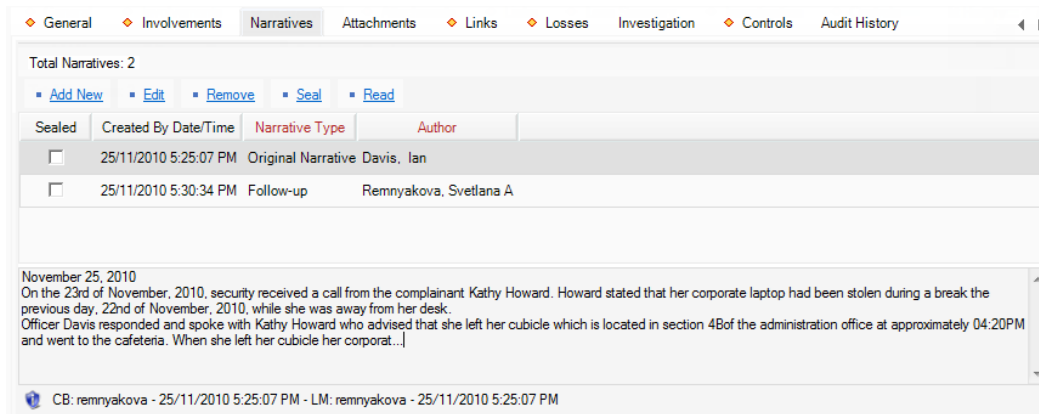 General Involvements Narratives Attachments Links Losses Investigation Controls Audit History
Total Narratives: 2
Add New Edit Remove Seal Read
Sealed Created By Date/Time Narrative Type Author
25/11/2010 5:25:07 PM Original Narrative Davis, Ian
25/11/2010 5:30:34 PM Follow-up Remnyakova, Svetlana A
November 25, 2010
On the 23rd of November, 2010, security received a call from the complainant Kathy Howard. Howard stated that her corporate laptop had been stolen during a break the
previous day, 22nd of November, 2010, while she was away from her desk.
Officer Davis responded and spoke with Kathy Howard who advised that she left her cubicle which is located in section 4Bof the administration office at approximately 04:20PM
and went to the cafeteria. When she left her cubicle her corporat...
CB: remnyakova - 25/11/2010 5:25:07 PM - LM: remnyakova - 25/11/2010 5:25:07 PM